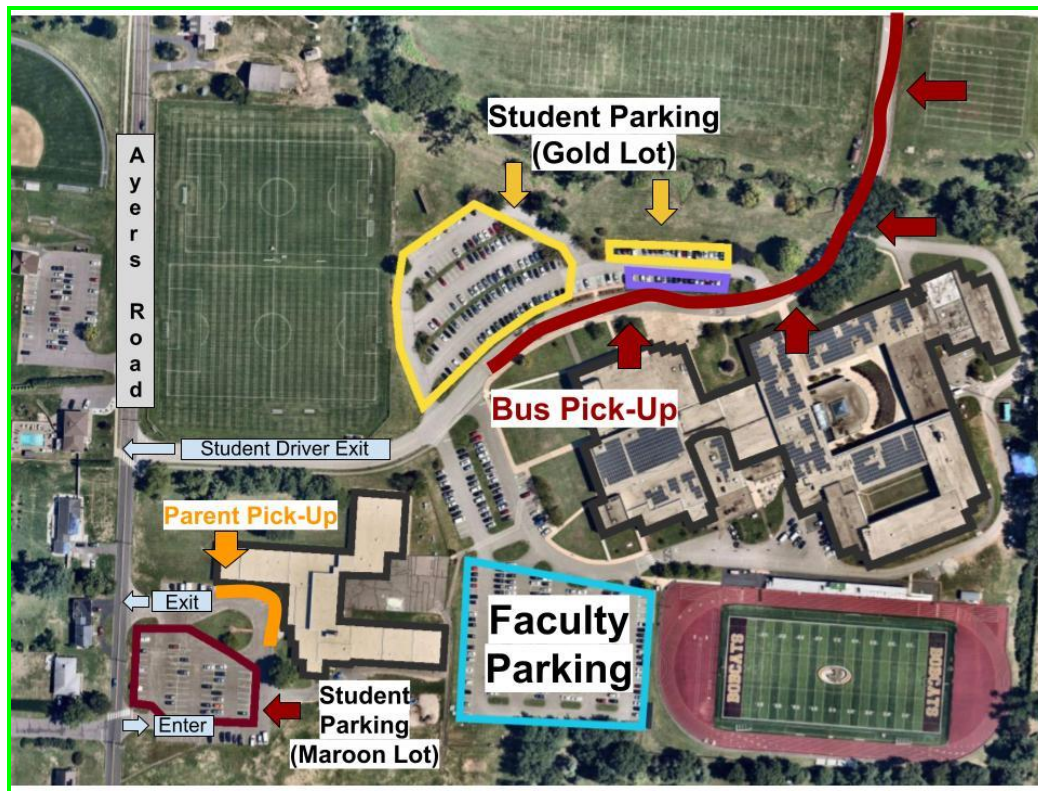 Student Parking
(Gold Lot)
Ayers Road
Bus Pick-Up
Student Driver Exit
Parent Pick-Up
Exit
Faculty
Parking
Student
Parking
(Maroon Lot)
Enter
BOBCATS
BOBCATS